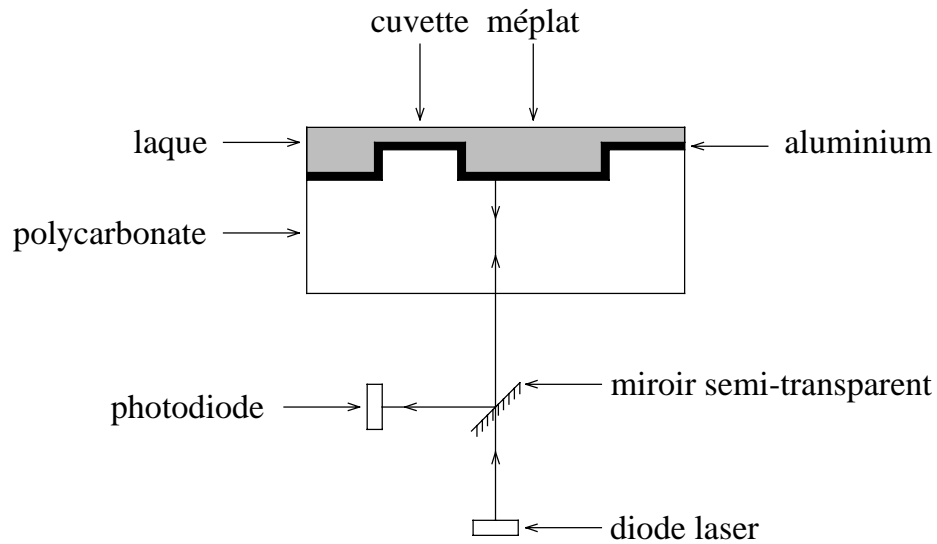 cuvette méplat
laque
aluminium
polycarbonate
miroir semi-transparent
photodiode
diode laser